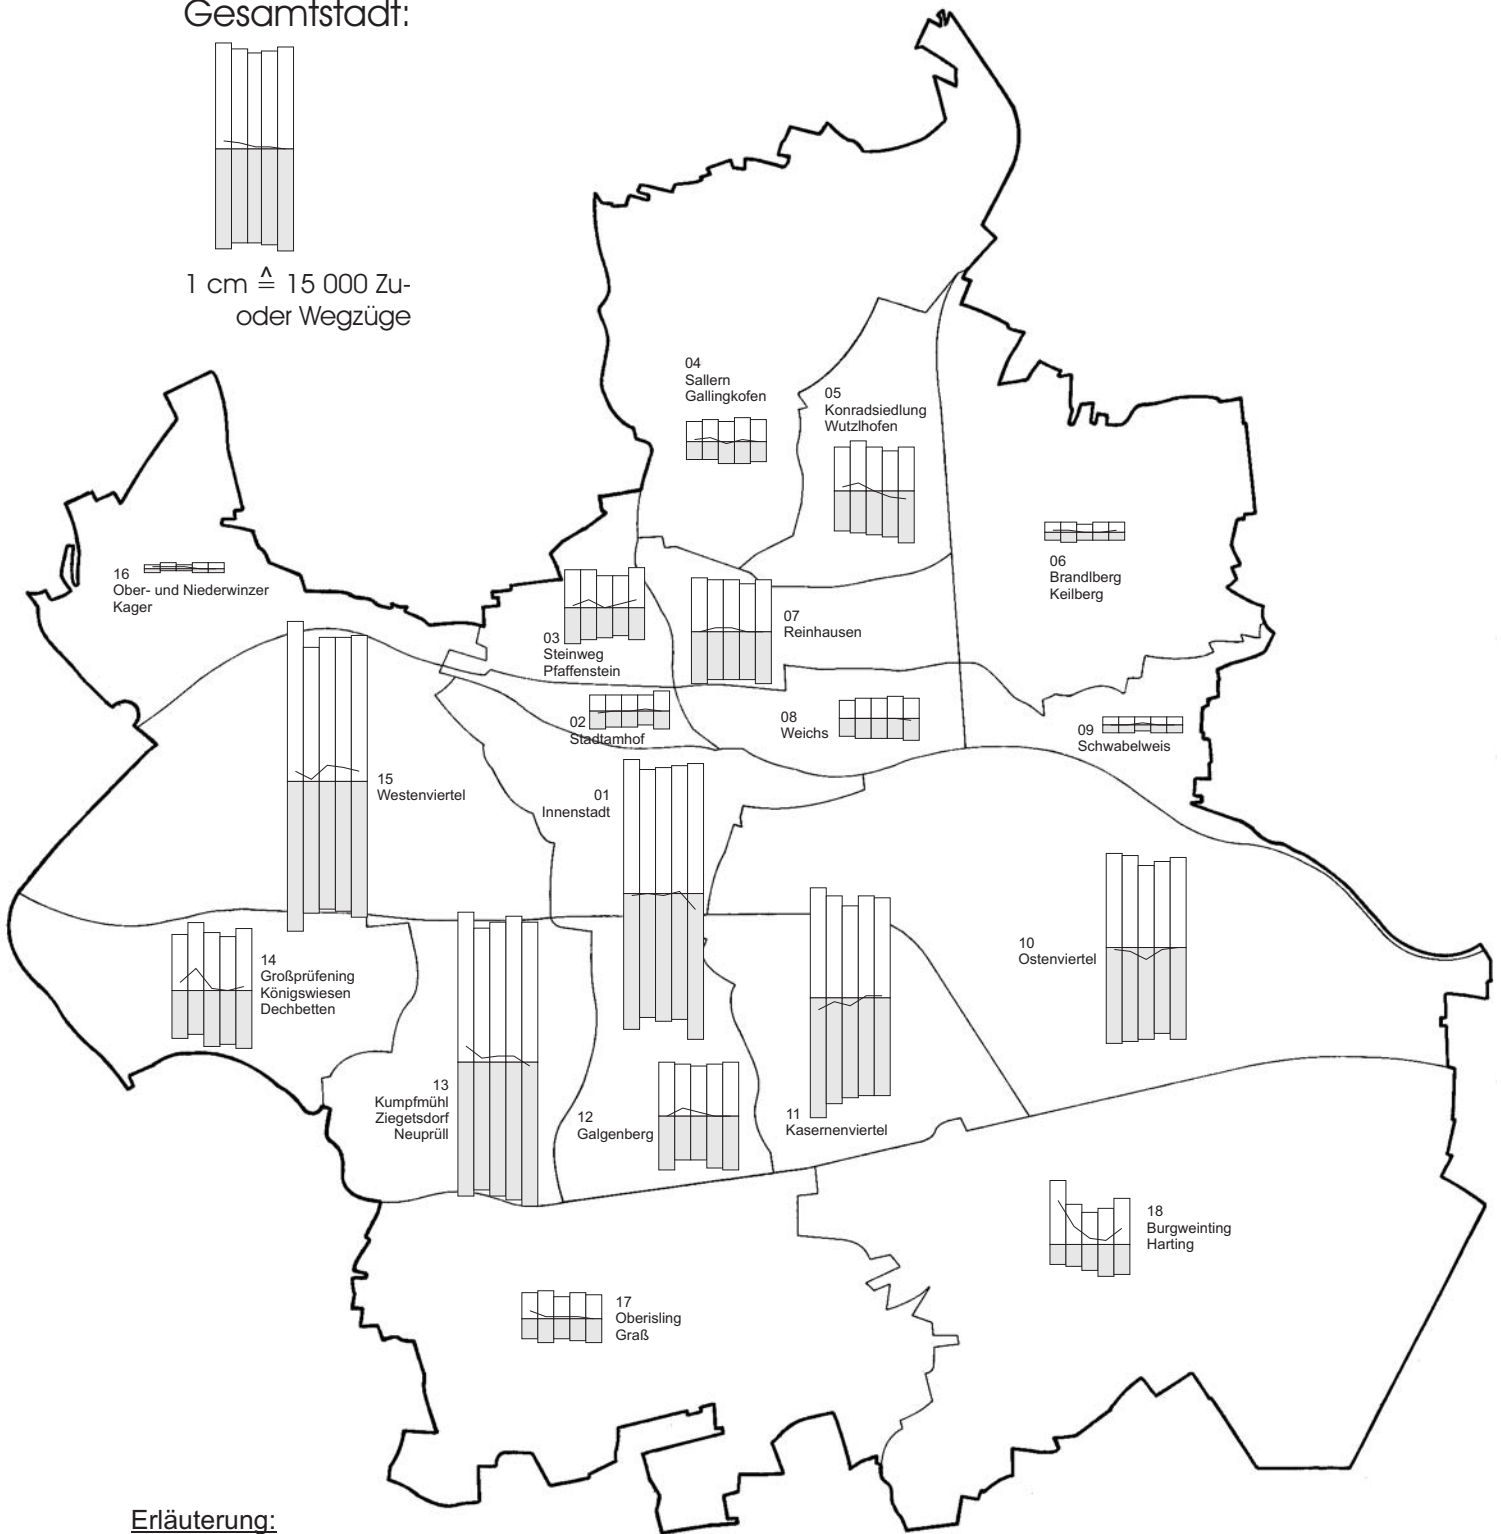 Gesamtstadt:
1 cm ≙ 15 000 Zu-
oder Wegzüge
04
Sallern
Gallingkofen
05
Konradsiedlung
Wutzlhofen
06
Brandlberg
Keilberg
16
Ober- und Niederwinzer
Kager
03
Steinweg
Pfaffenstein
07
Reinhausen
02
Stadtamhof
08
Weichs
09
Schwabelweis
15
Westenviertel
01
Innenstadt
10
Ostenviertel
14
Großprüfening
Königswiesen
Dechbetten
13
Kumpfmühl
Ziegetsdorf
Neuprüll
12
Galgenberg
11
Kasernenviertel
18
Burgweinting
Harting
17
Oberisling
Graß
Erläuterung: